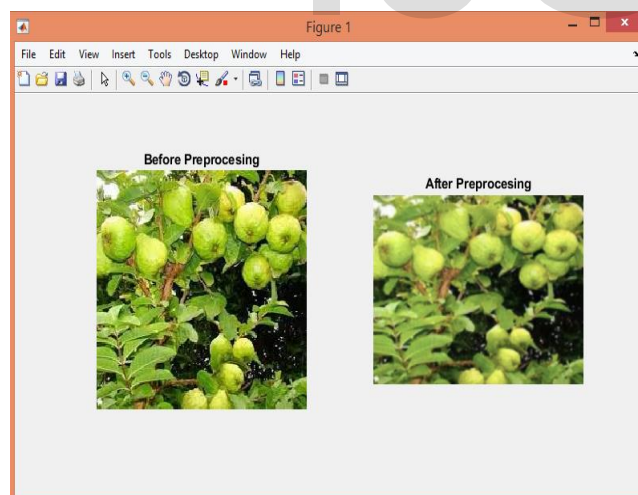 Figure 1
File Edit View Insert Tools Desktop Window Help
Before Preprocesing
After Preprocesing